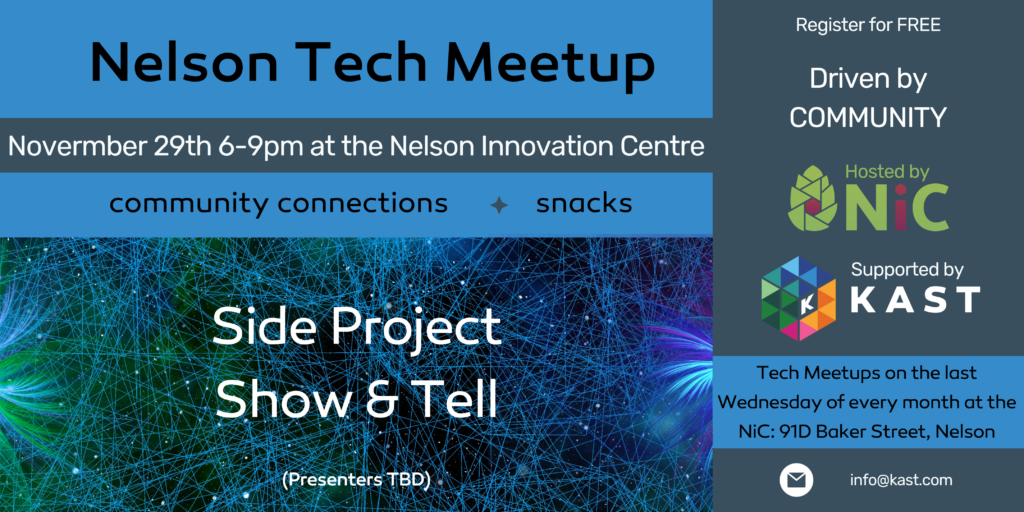 Nelson Tech Meetup
Novermber 29th 6-9pm at the Nelson Innovation Centre
community connections ✦ snacks
Side Project
Show & Tell
(Presenters TBD)
Register for FREE
Driven by
COMMUNITY
Hosted by
NiC
Supported by
K KAST
Tech Meetups on the last
Wednesday of every month at the
NiC: 91D Baker Street, Nelson
info@kast.com